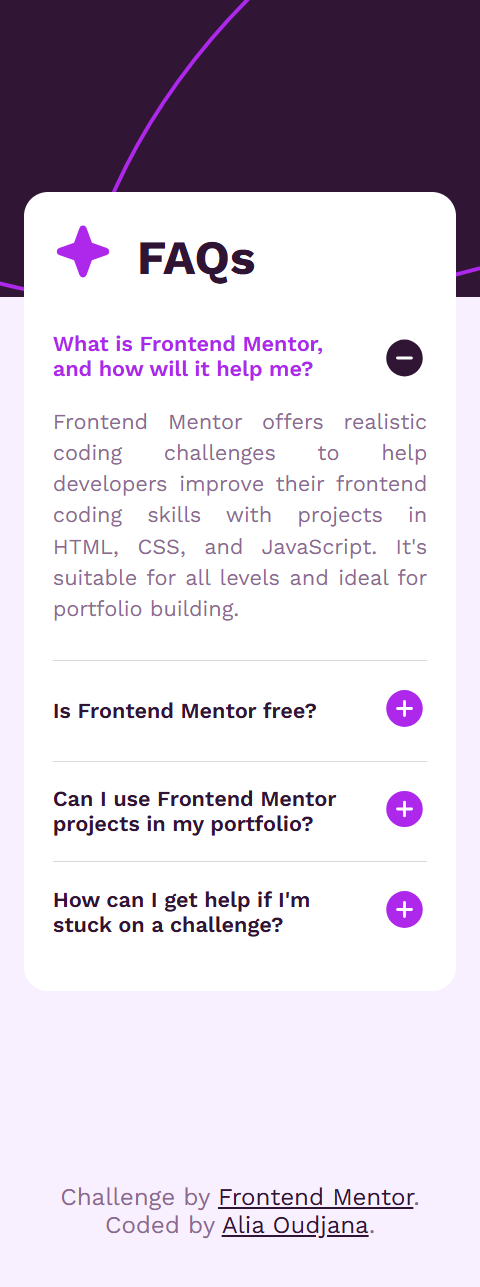 FAQs
What is Frontend Mentor,
and how will it help me?
Frontend Mentor offers realistic
coding challenges to help
developers improve their frontend
coding skills with projects in
HTML, CSS, and JavaScript. It's
suitable for all levels and ideal for
portfolio building.
Is Frontend Mentor free?
Can I use Frontend Mentor
projects in my portfolio?
How can I get help if I'm
stuck on a challenge?
Challenge by Frontend Mentor.
Coded by Alia Oudjana.